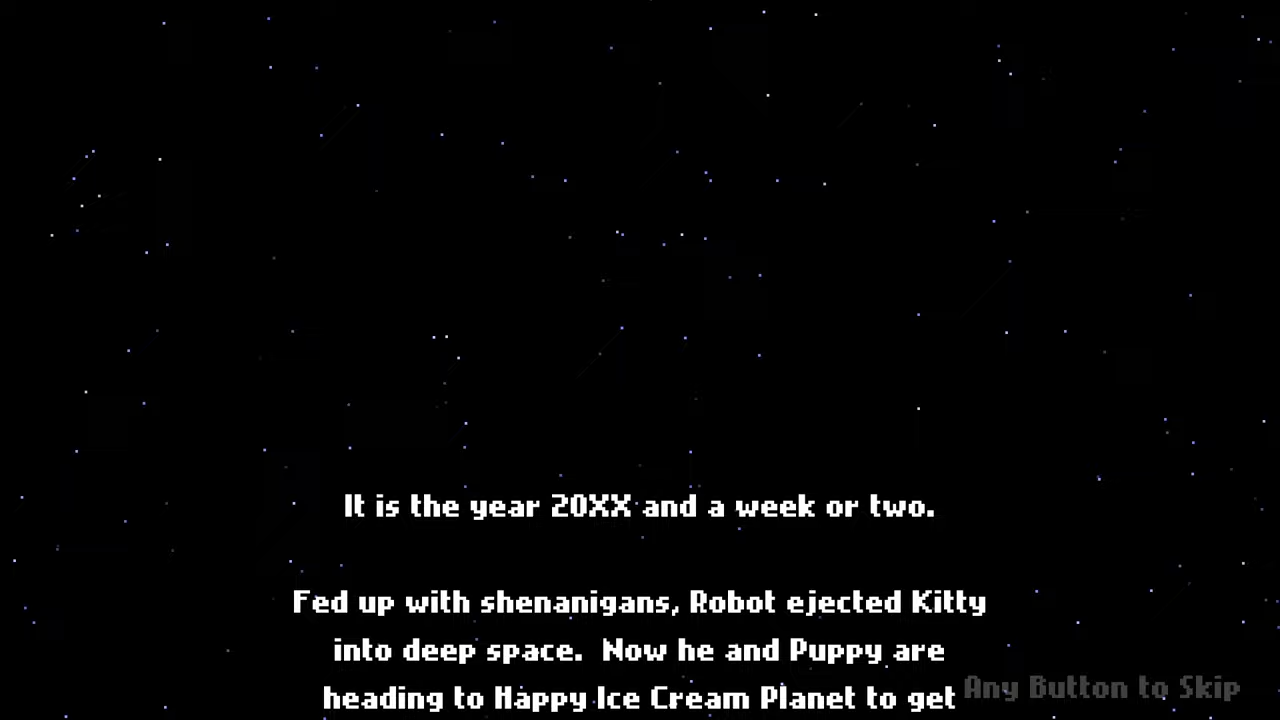 It is the year 20XX and a week or two.
Fed up with shenanigans, Robot ejected Kitty
into deep space. Now he and Puppy are
heading to Happy Ice Cream Planet to get
Any Button to Skip